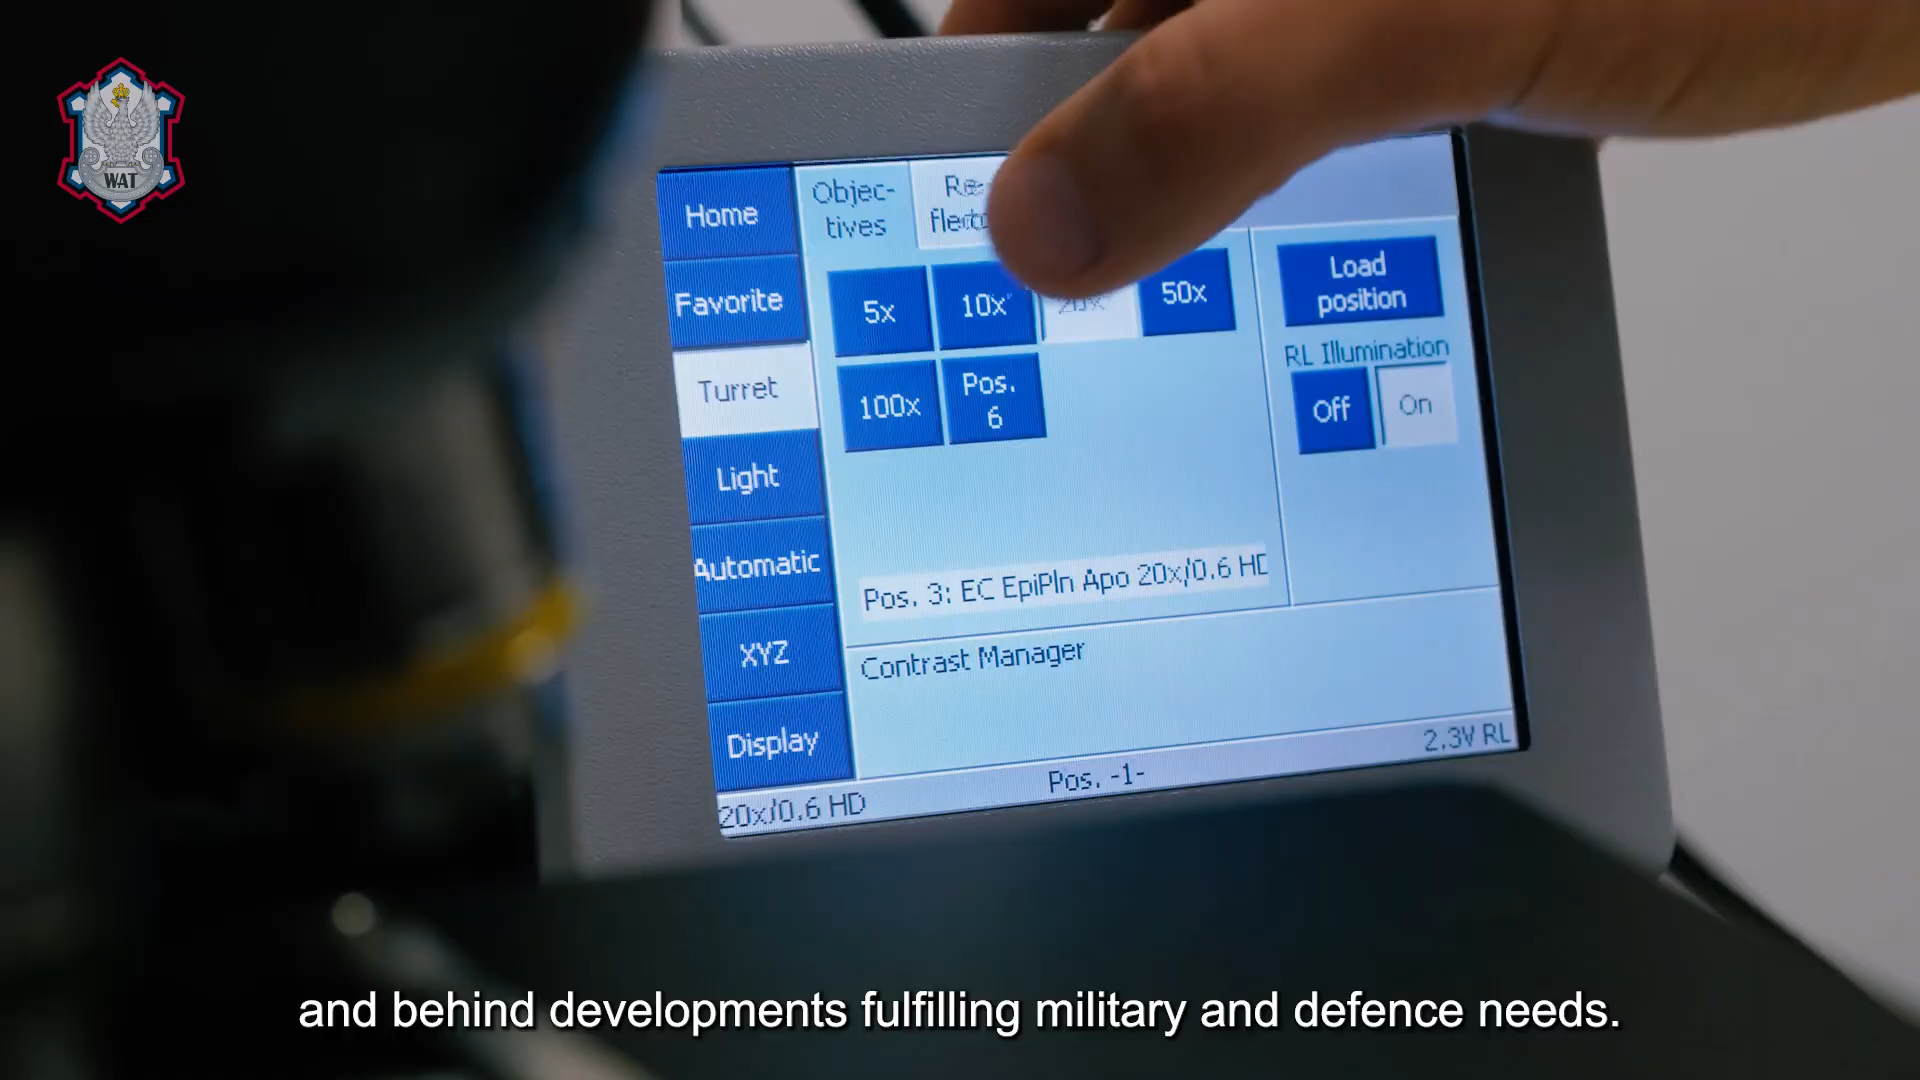 WAT
Home
Favorite
Turret
Light
Automatic
XYZ
Display
Objec-
tives
Re-
5x
10x
20x
50x
100x
Pos.
6
Load
position
RL Illumination
Off
On
Pos. 3: EC EpiPln Apo 20x/0.6 HD
Contrast Manager
2.3V RL
Pos. -1-
20x/0.6 HD
and behind developments fulfilling military and defence needs.